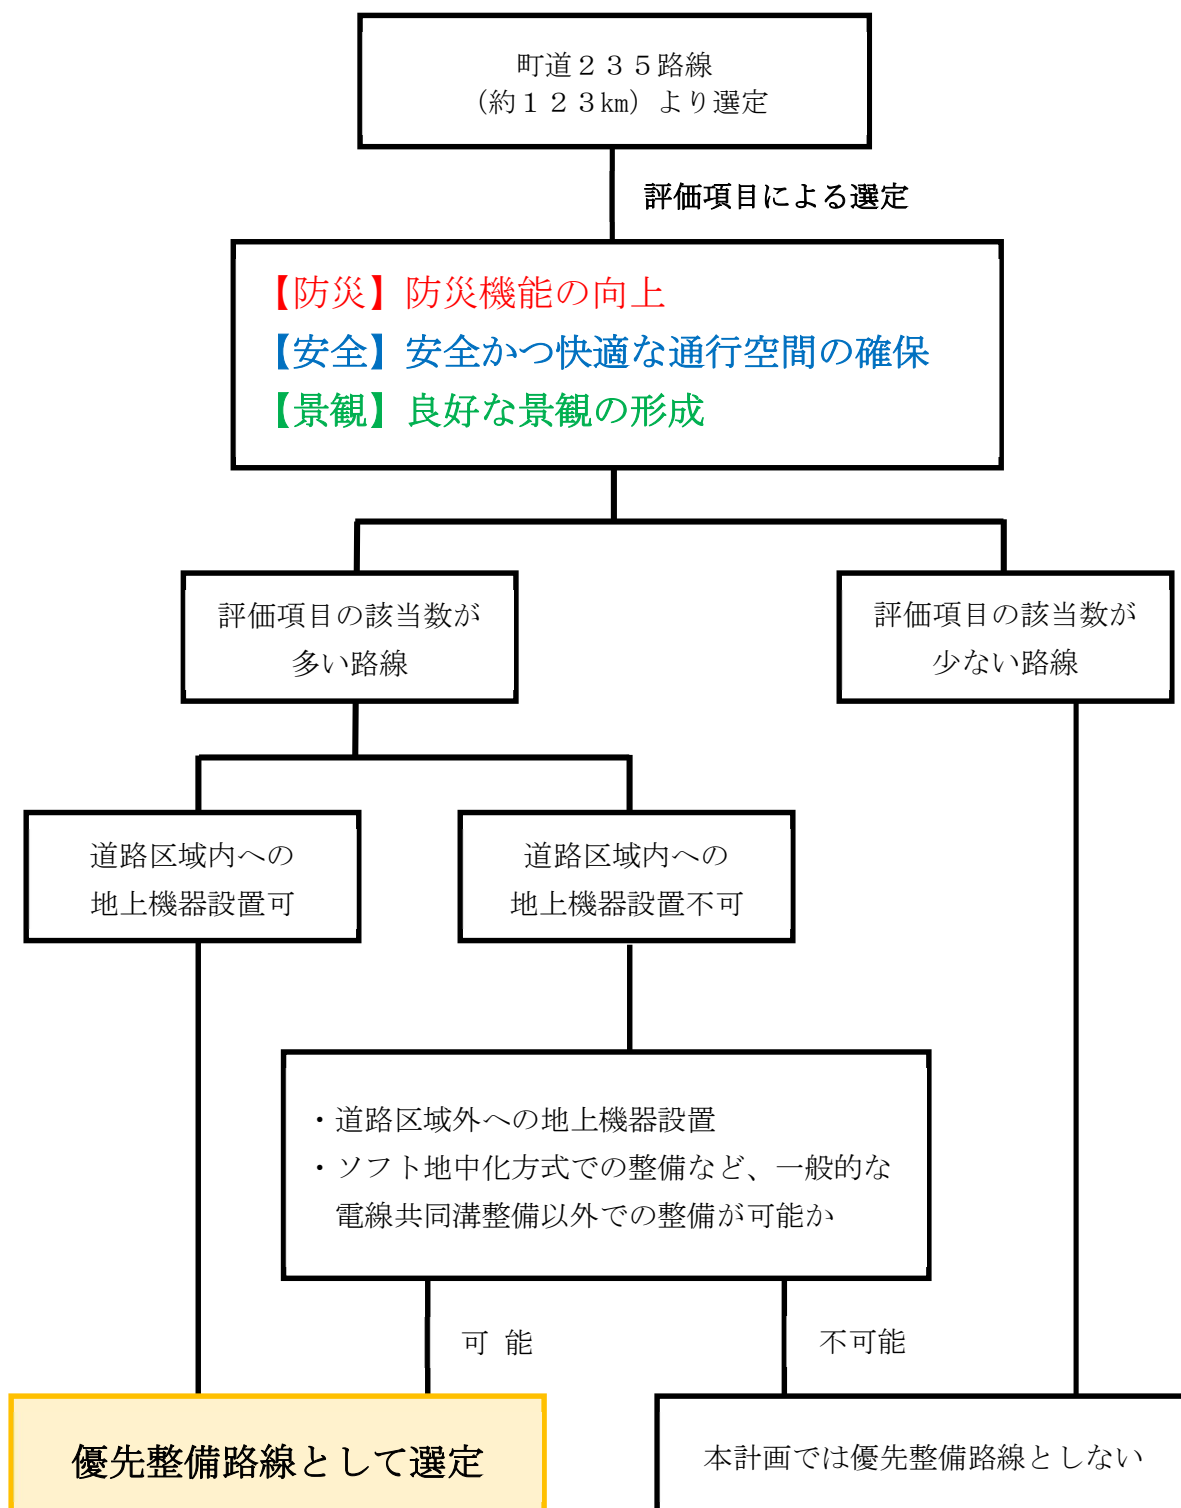 町道２３５路線
（約１２３㎞）より選定
評価項目による選定
【防災】防災機能の向上
【安全】安全かつ快適な通行空間の確保
【景観】良好な景観の形成
評価項目の該当数が
多い路線
評価項目の該当数が
少ない路線
道路区域内への
地上機器設置可
道路区域内への
地上機器設置不可
・道路区域外への地上機器設置
・ソフト地中化方式での整備など、一般的な
電線共同溝整備以外での整備が可能か
可 能
不可能
優先整備路線として選定
本計画では優先整備路線としない